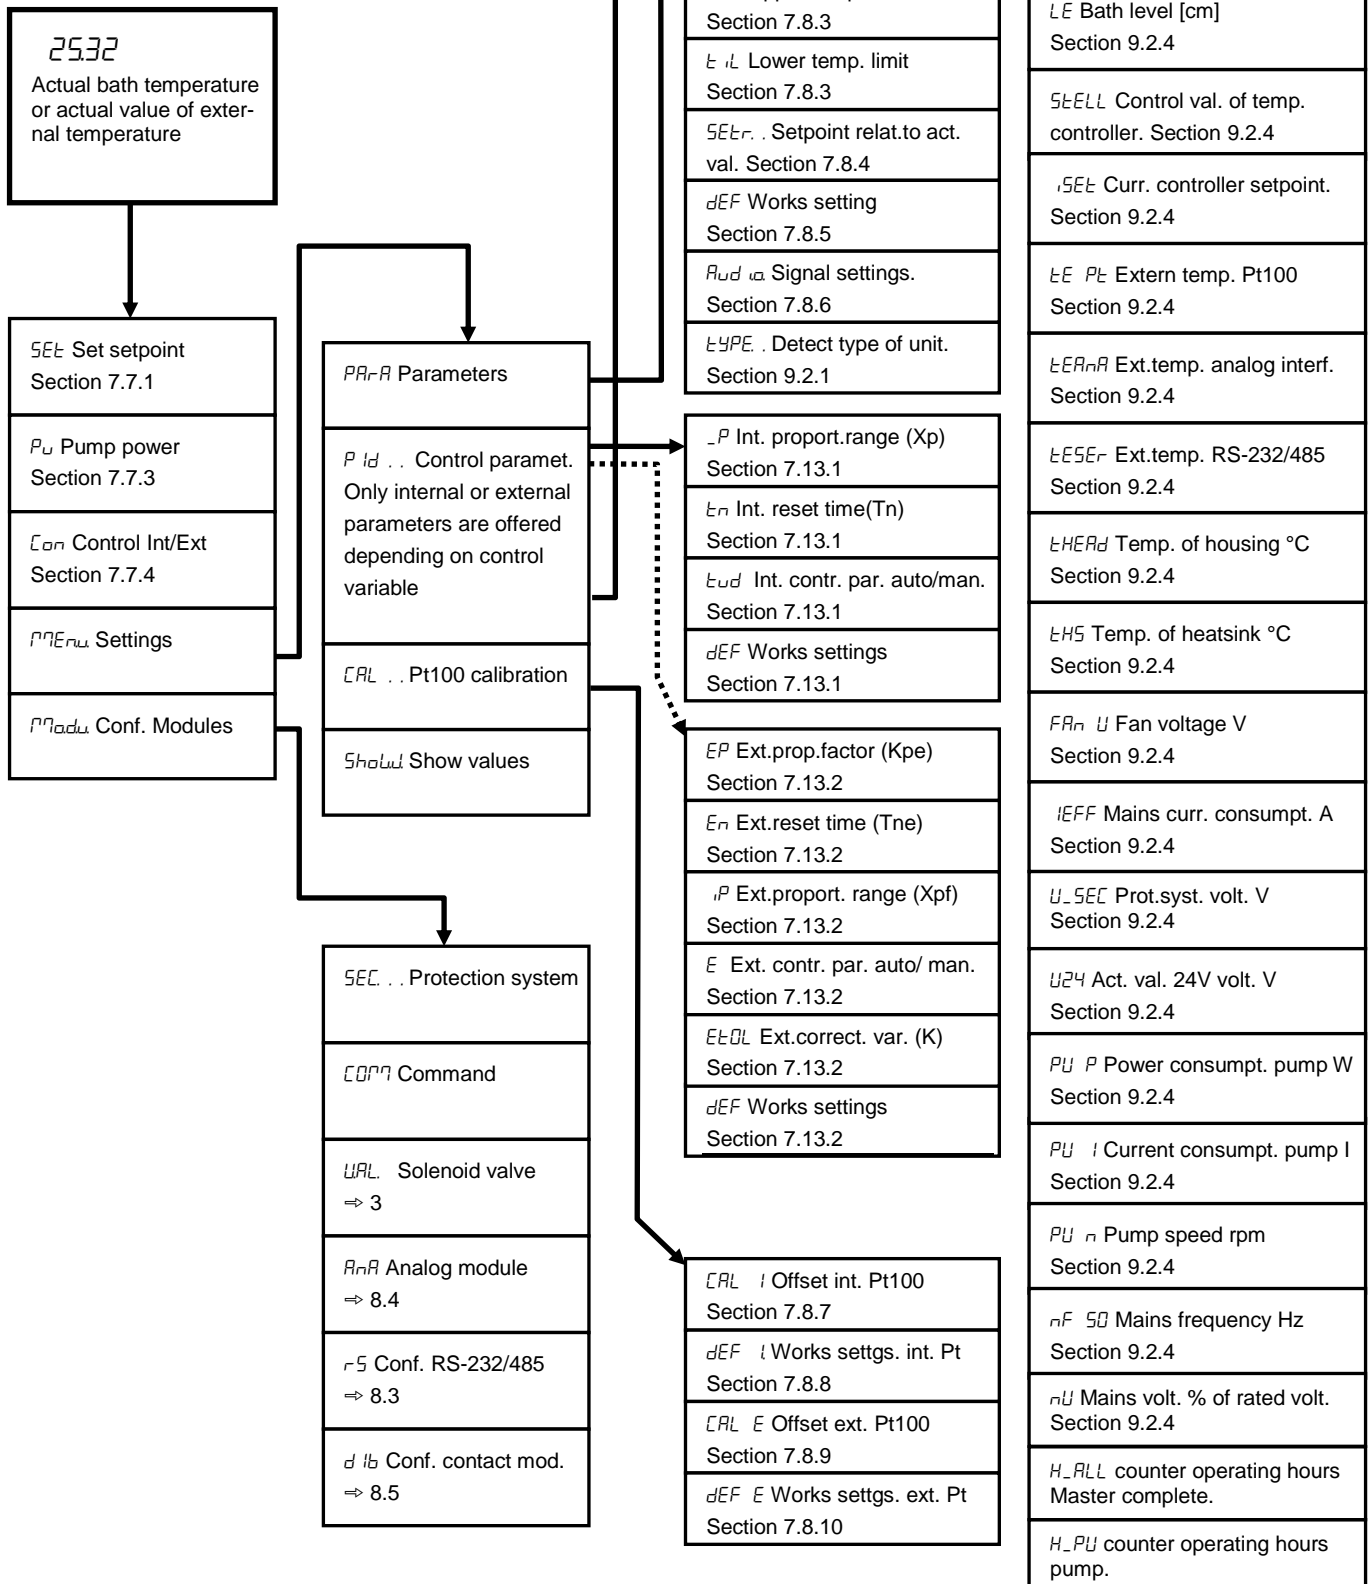 25.32
Actual bath temperature
or actual value of exter-
nal temperature
SEt Set setpoint
Section 7.7.1
Pu Pump power
Section 7.7.3
Con Control Int/Ext
Section 7.7.4
MEnu. Settings
Modu. Conf. Modules
PArA Parameters
Pid . . Control paramet.
Only internal or external
parameters are offered
depending on control
variable
CAL . . Pt100 calibration
ShoW. Show values
SEC. . . Protection system
COM Command
UAL. Solenoid valve
⇨ 3
AnA Analog module
⇨ 8.4
rS Conf. RS-232/485
⇨ 8.3
d Ib Conf. contact mod.
⇨ 8.5
Section 7.8.3
t iL Lower temp. limit
Section 7.8.3
SEtr. . Setpoint relat.to act.
val. Section 7.8.4
dEF Works setting
Section 7.8.5
Audio. Signal settings.
Section 7.8.6
tYPE. . Detect type of unit.
Section 9.2.1
_P Int. proport.range (Xp)
Section 7.13.1
tn Int. reset time(Tn)
Section 7.13.1
tud Int. contr. par. auto/man.
Section 7.13.1
dEF Works settings
Section 7.13.1
EP Ext.prop.factor (Kpe)
Section 7.13.2
En Ext.reset time (Tne)
Section 7.13.2
iP Ext.proport. range (Xpf)
Section 7.13.2
E Ext. contr. par. auto/ man.
Section 7.13.2
EtOL Ext.correct. var. (K)
Section 7.13.2
dEF Works settings
Section 7.13.2
CAL I Offset int. Pt100
Section 7.8.7
dEF I. Works settgs. int. Pt
Section 7.8.8
CAL E Offset ext. Pt100
Section 7.8.9
dEF E Works settgs. ext. Pt
Section 7.8.10
LE Bath level [cm]
Section 9.2.4
StELL Control val. of temp.
controller. Section 9.2.4
iSEt Curr. controller setpoint.
Section 9.2.4
tE Pt Extern temp. Pt100
Section 9.2.4
tEAnA Ext.temp. analog interf.
Section 9.2.4
tESEr Ext.temp. RS-232/485
Section 9.2.4
tHEAd Temp. of housing °C
Section 9.2.4
tHS Temp. of heatsink °C
Section 9.2.4
FAn U Fan voltage V
Section 9.2.4
IEFF Mains curr. consumpt. A
Section 9.2.4
U_SEC Prot.syst. volt. V
Section 9.2.4
U24 Act. val. 24V volt. V
Section 9.2.4
PU P Power consumpt. pump W
Section 9.2.4
PU I Current consumpt. pump I
Section 9.2.4
PU n Pump speed rpm
Section 9.2.4
nF 50 Mains frequency Hz
Section 9.2.4
nU Mains volt. % of rated volt.
Section 9.2.4
H_ALL counter operating hours
Master complete.
H_PU counter operating hours
pump.